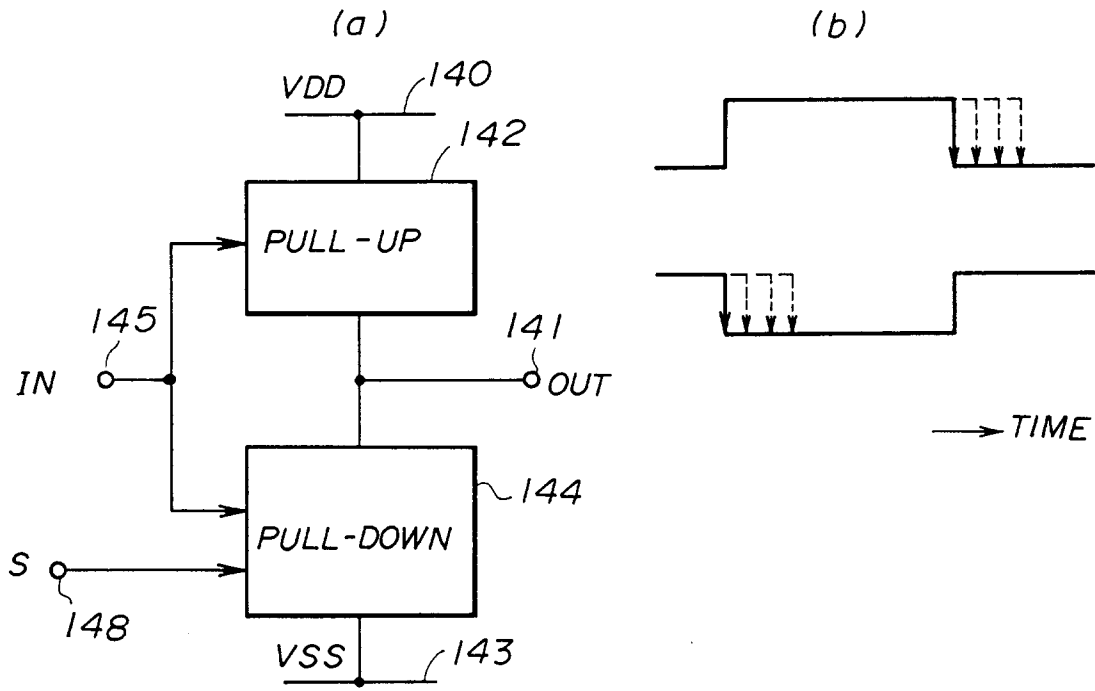 (a)
VDD
140
142
PULL-UP
145
IN
141
OUT
144
PULL-DOWN
S
148
VSS
143
(b)
TIME